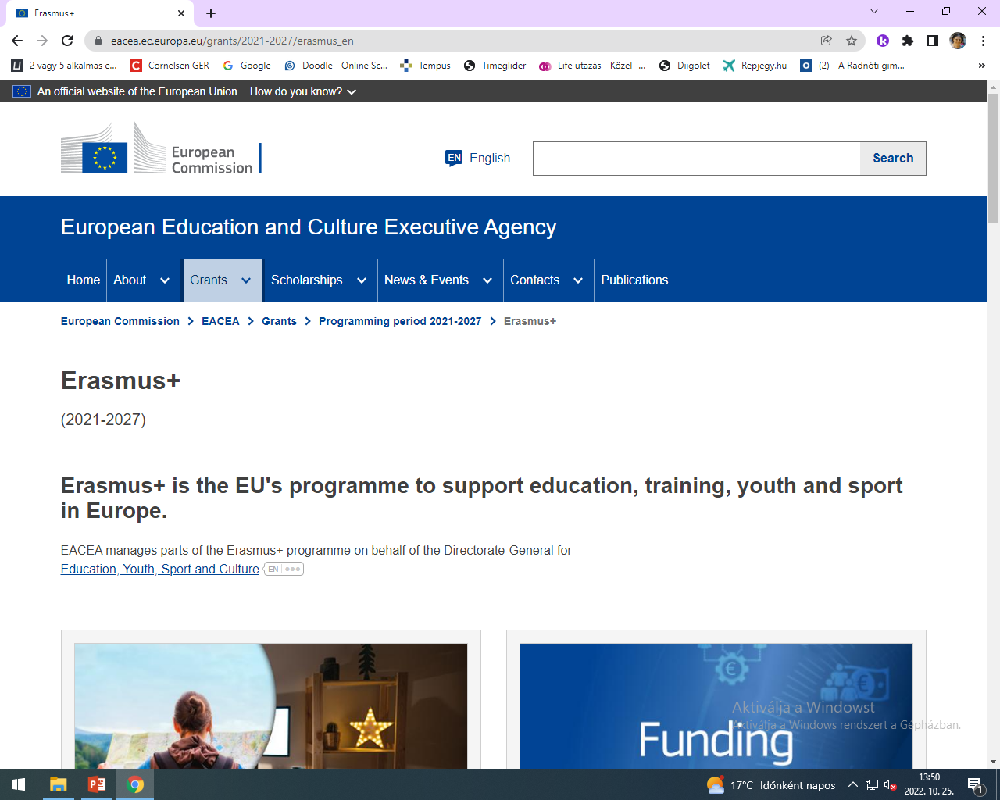 Erasmus+
eacea.ec.europa.eu/grants/2021-2027/erasmus_en
2 vagy 5 alkalmas e... Cornelsen GER Google Doodle - Online Sc... Tempus Timeglider Life utazás - Közel -... Diigolet Repjegy.hu (2) - A Radnóti gim... »
An official website of the European Union How do you know?
European
Commission
EN English
Search
European Education and Culture Executive Agency
Home About Grants Scholarships News & Events Contacts Publications
European Commission EACEA Grants Programming period 2021-2027 Erasmus+
Erasmus+
(2021-2027)
Erasmus+ is the EU's programme to support education, training, youth and sport
in Europe.
EACEA manages parts of the Erasmus+ programme on behalf of the Directorate-General for
Education, Youth, Sport and Culture EN •••.
Funding
Aktiválja a Windowst
Aktiválja a Windows rendszert a Gépházban.
17°C Időnként napos
13:50
2022. 10. 25.
1